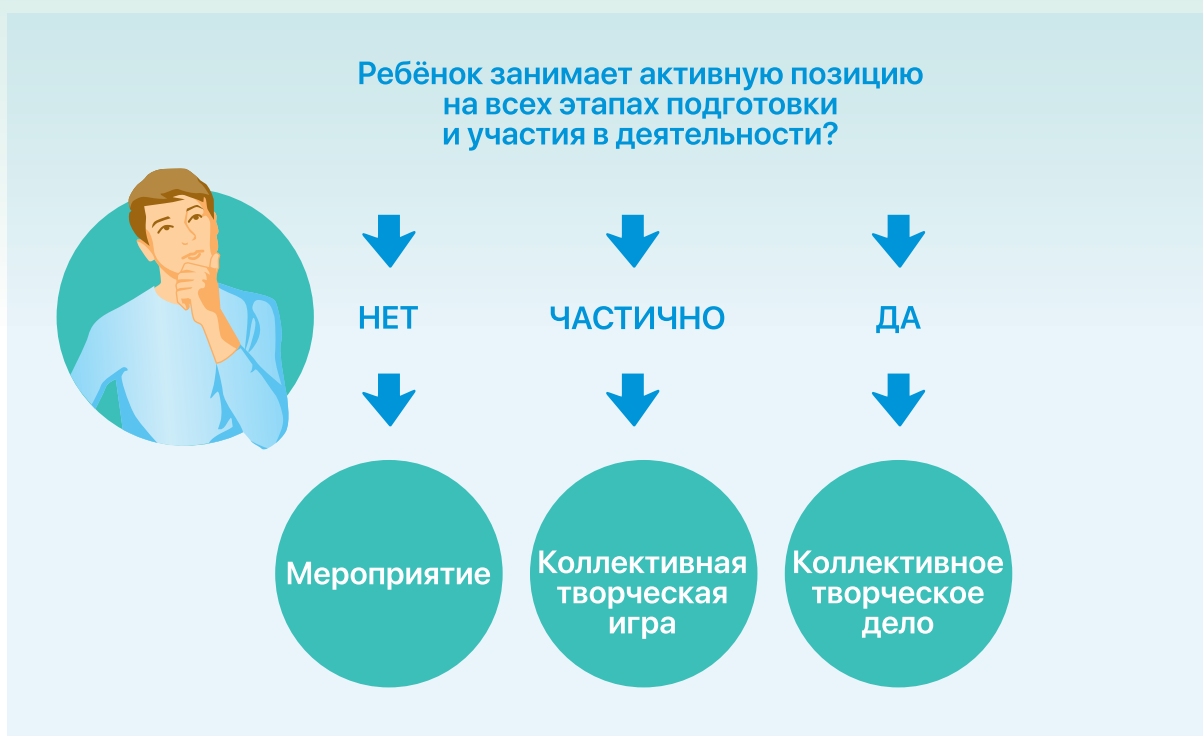 Ребёнок занимает активную позицию
на всех этапах подготовки
и участия в деятельности?
НЕТ
ЧАСТИЧНО
ДА
Мероприятие
Коллективная
творческая
игра
Коллективное
творческое
дело